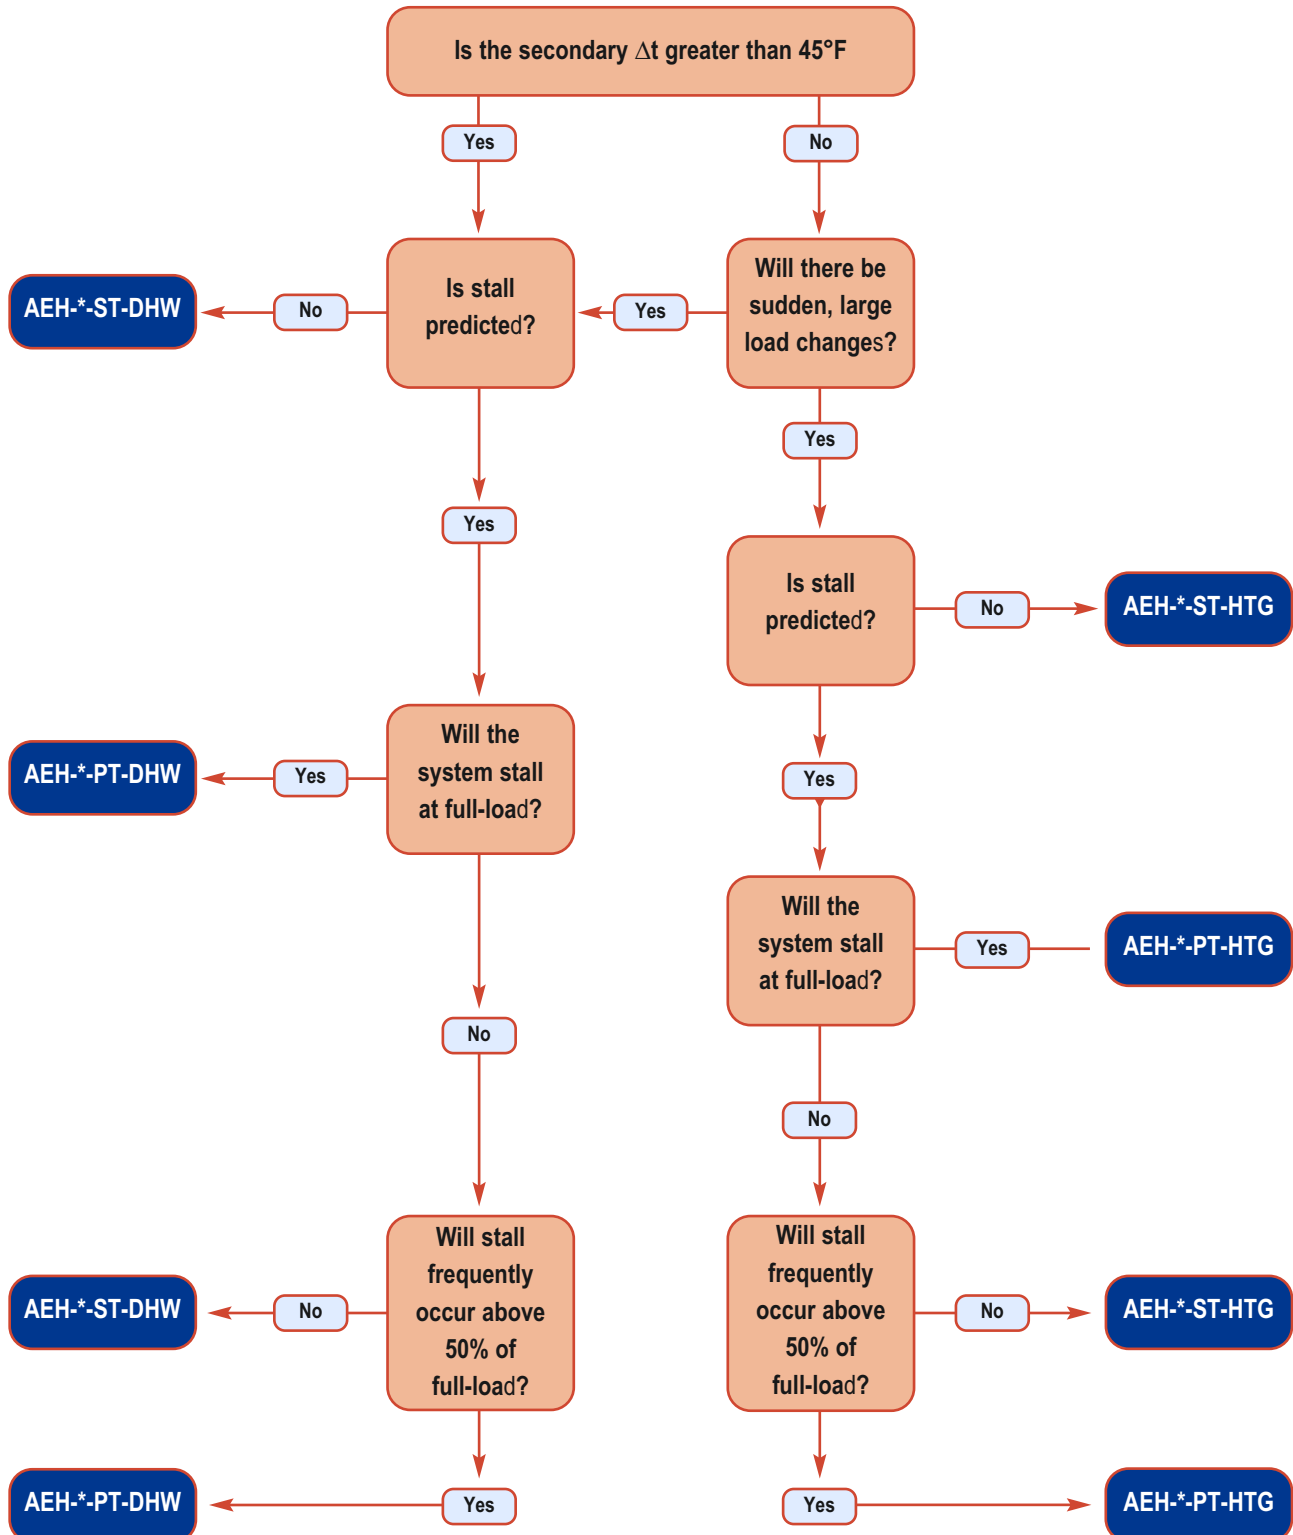 Is the secondary Δt greater than 45°F
Yes
No
AEH-*-ST-DHW
No
Is stall
predicted?
Yes
Will there be
sudden, large
load changes?
Yes
Yes
Is stall
predicted?
No
AEH-*-ST-HTG
AEH-*-PT-DHW
Yes
Will the
system stall
at full-load?
Yes
Will the
system stall
at full-load?
Yes
AEH-*-PT-HTG
No
No
AEH-*-ST-DHW
No
Will stall
frequently
occur above
50% of
full-load?
Will stall
frequently
occur above
50% of
full-load?
No
AEH-*-ST-HTG
AEH-*-PT-DHW
Yes
Yes
AEH-*-PT-HTG